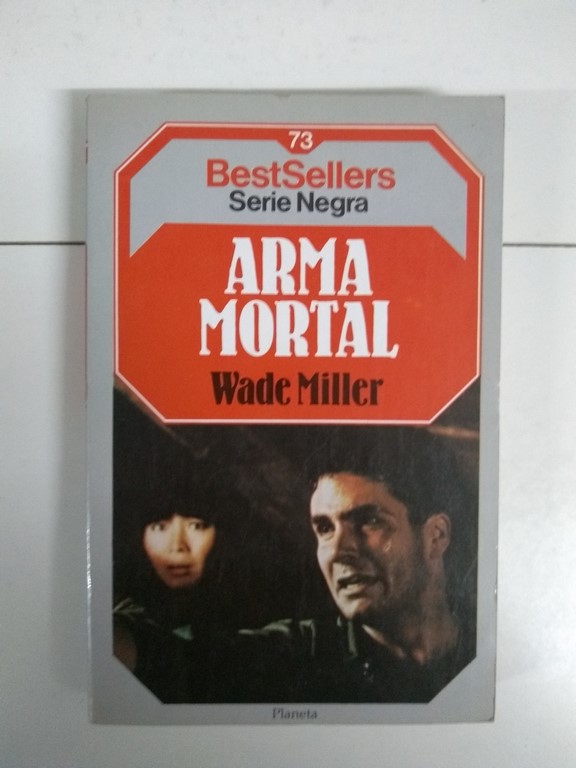 73
BestSellers
Serie Negra
ARMA
MORTAL
Wade Miller
Planeta